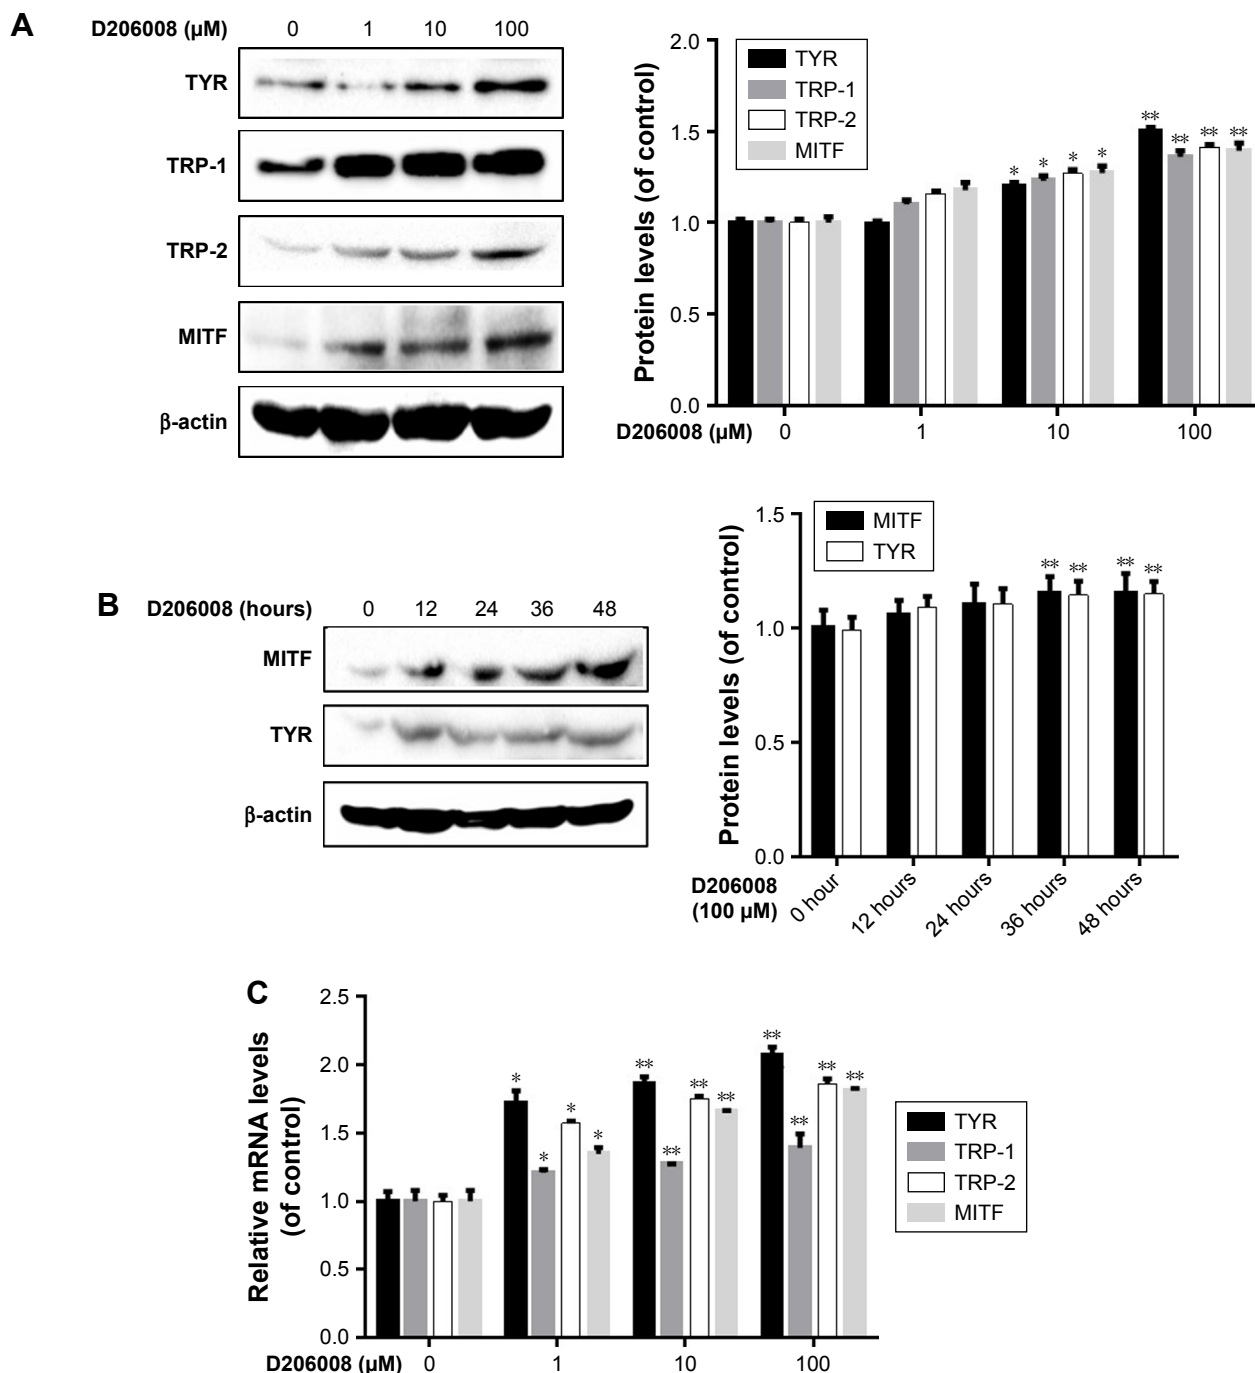 A
D206008 (µM) 0 1 10 100
TYR
TRP-1
TRP-2
MITF
β-actin
2.0
1.5
1.0
0.5
0.0
Protein levels (of control)
TYR
TRP-1
TRP-2
MITF
* * * *
** ** ** **
D206008 (µM) 0 1 10 100
B
D206008 (hours) 0 12 24 36 48
MITF
TYR
β-actin
1.5
1.0
0.5
0.0
Protein levels (of control)
MITF
TYR
** ** ** **
D206008
(100 µM)
0 hour
12 hours
24 hours
36 hours
48 hours
C
2.5
2.0
1.5
1.0
0.5
0.0
Relative mRNA levels
(of control)
* * * *
** ** ** **
** ** ** **
TYR
TRP-1
TRP-2
MITF
D206008 (µM) 0 1 10 100